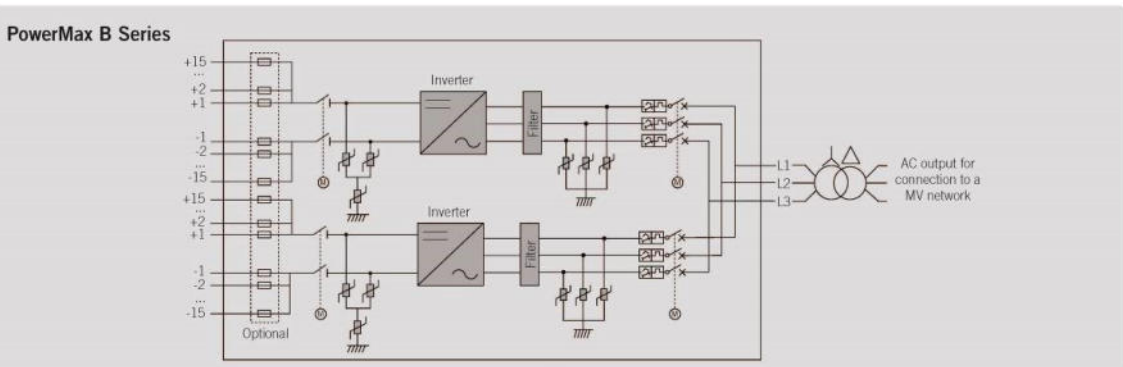 PowerMax B Series
+15
...
+2
+1
-1
-2
...
-15
Inverter
Filter
M
M
+15
...
+2
+1
-1
-2
...
-15
Optional
Inverter
Filter
M
M
L1
L2
L3
AC output for
connection to a
MV network